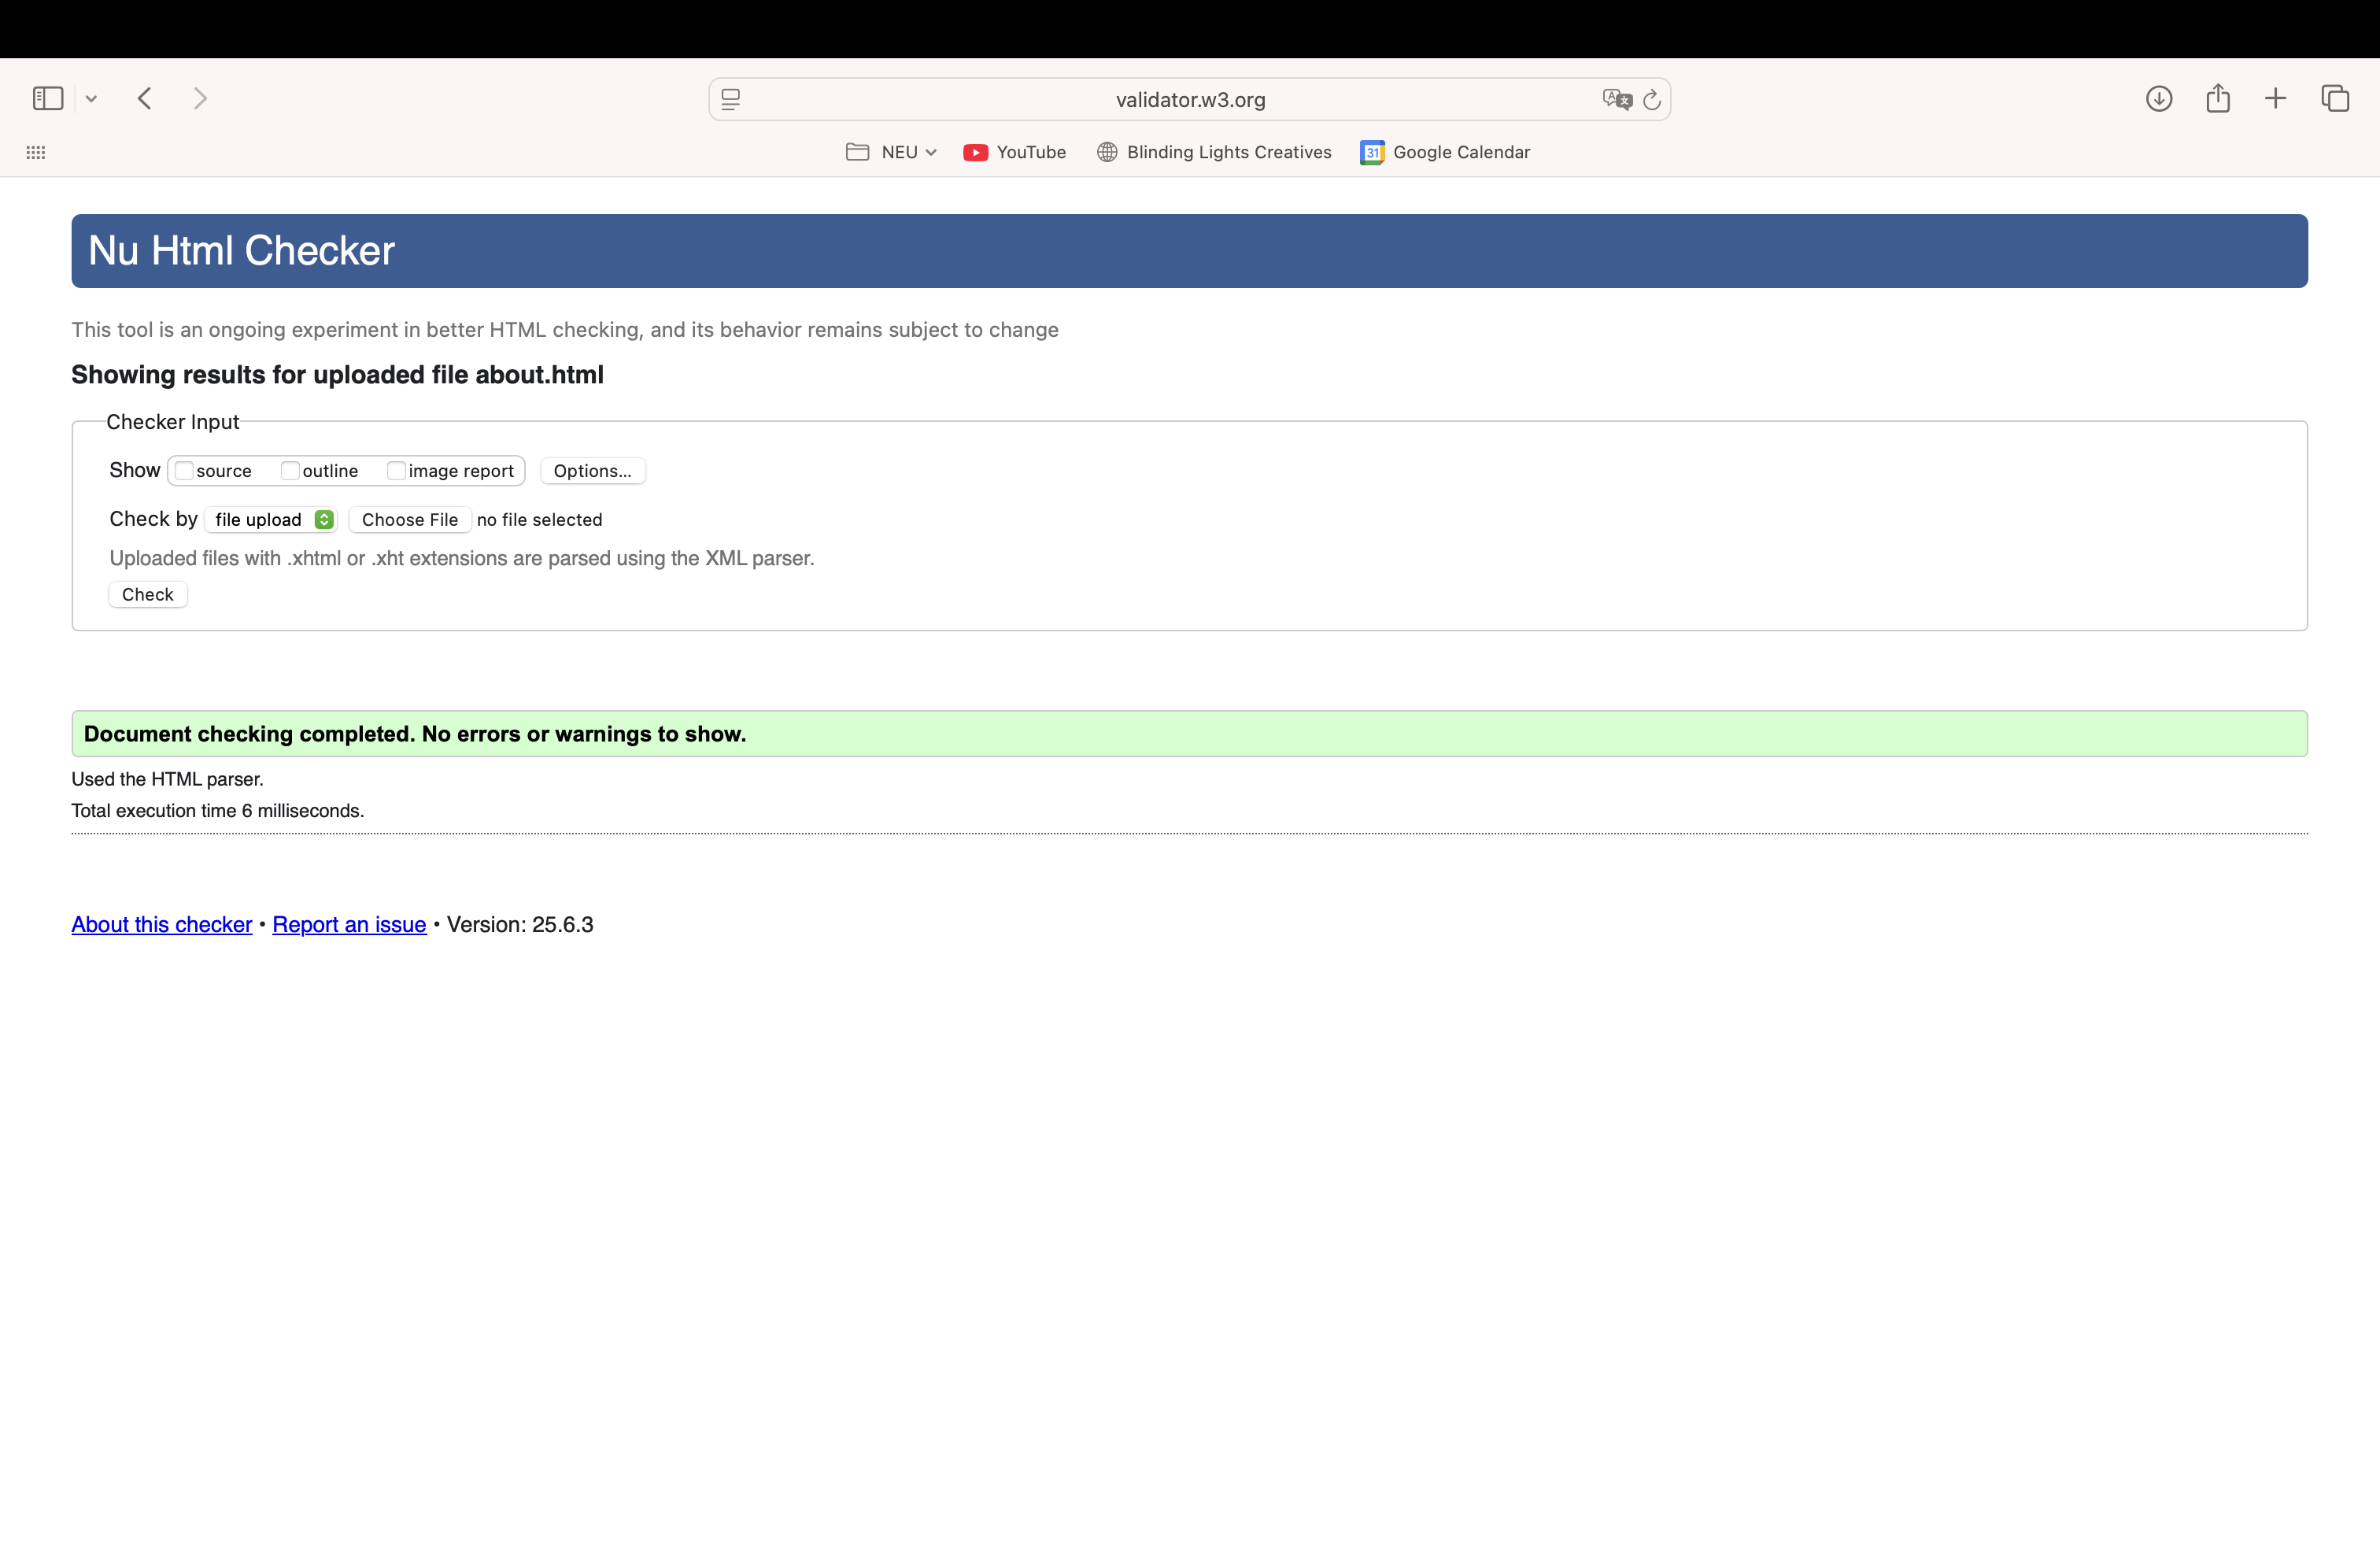 validator.w3.org
NEU YouTube Blinding Lights Creatives 31 Google Calendar
Nu Html Checker
This tool is an ongoing experiment in better HTML checking, and its behavior remains subject to change
Showing results for uploaded file about.html
Checker Input
Show source outline image report Options...
Check by file upload Choose File no file selected
Uploaded files with .xhtml or .xht extensions are parsed using the XML parser.
Check
Document checking completed. No errors or warnings to show.
Used the HTML parser.
Total execution time 6 milliseconds.
About this checker • Report an issue • Version: 25.6.3